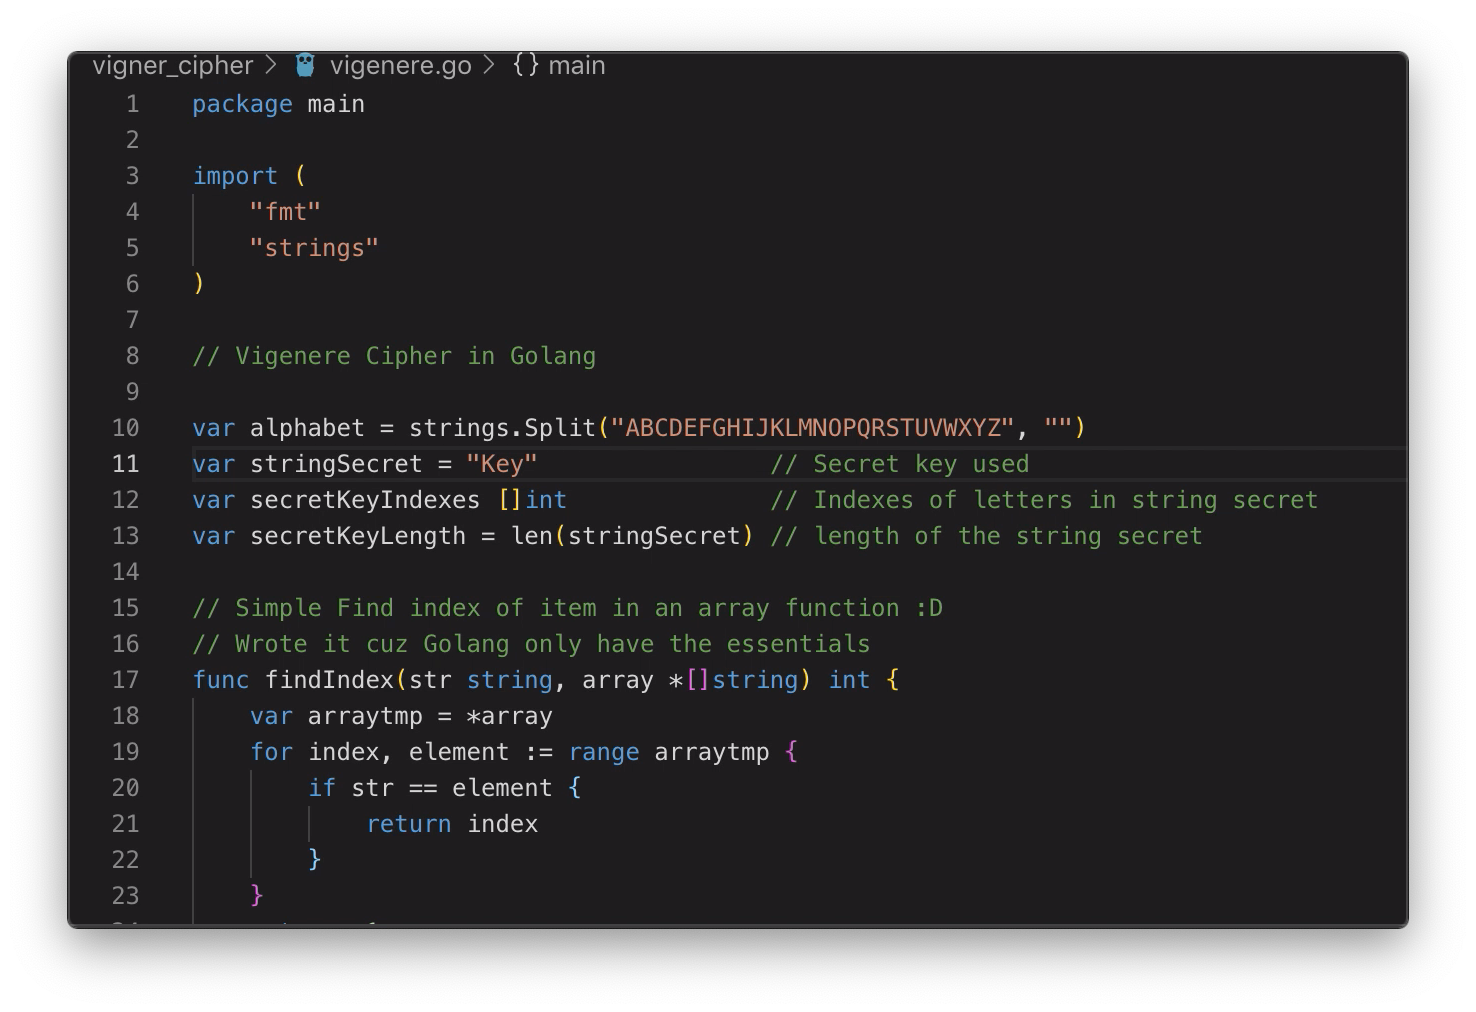 vigner_cipher > vigenere.go > {} main
1 package main
2
3 import (
4     "fmt"
5     "strings"
6 )
7
8 // Vigenere Cipher in Golang
9
10 var alphabet = strings.Split("ABCDEFGHIJKLMNOPQRSTUVWXYZ", "")
11 var stringSecret = "Key"                // Secret key used
12 var secretKeyIndexes []int              // Indexes of letters in string secret
13 var secretKeyLength = len(stringSecret) // length of the string secret
14
15 // Simple Find index of item in an array function :D
16 // Wrote it cuz Golang only have the essentials
17 func findIndex(str string, array *[]string) int {
18     var arraytmp = *array
19     for index, element := range arraytmp {
20         if str == element {
21             return index
22         }
23     }